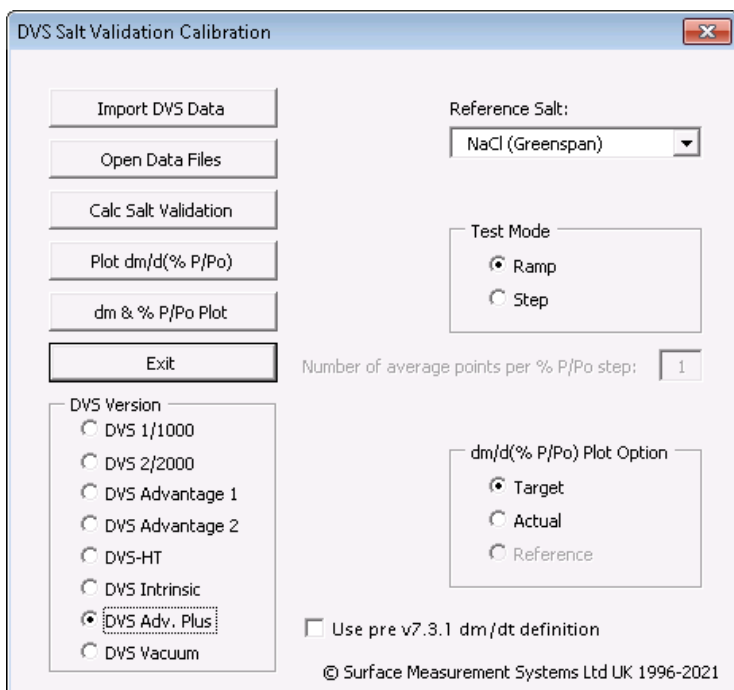 DVS Salt Validation Calibration
Import DVS Data
Open Data Files
Calc Salt Validation
Plot dm/d(% P/Po)
dm & % P/Po Plot
Exit
DVS Version
DVS 1/1000
DVS 2/2000
DVS Advantage 1
DVS Advantage 2
DVS-HT
DVS Intrinsic
DVS Adv. Plus
DVS Vacuum
Reference Salt:
NaCl (Greenspan)
Test Mode
Ramp
Step
Number of average points per % P/Po step: 1
dm/d(% P/Po) Plot Option
Target
Actual
Reference
Use pre v7.3.1 dm/dt definition
© Surface Measurement Systems Ltd UK 1996-2021